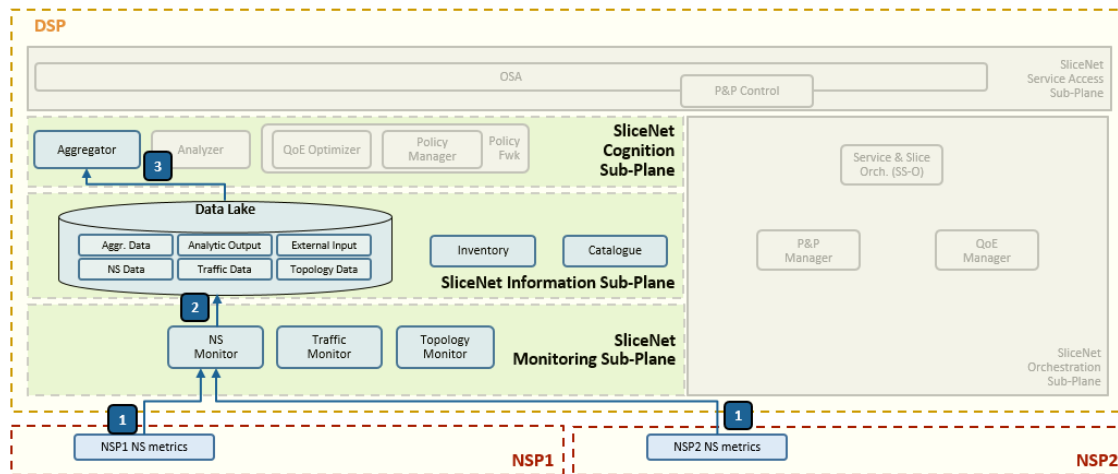 DSP
OSA
P&P Control
SliceNet
Service Access
Sub-Plane
Aggregator
Analyzer
QoE Optimizer
Policy
Manager
Policy
Fwk
SliceNet
Cognition
Sub-Plane
3
Data Lake
Aggr. Data
Analytic Output
External Input
NS Data
Traffic Data
Topology Data
Inventory
Catalogue
SliceNet Information Sub-Plane
2
NS
Monitor
Traffic
Monitor
Topology
Monitor
SliceNet
Monitoring Sub-Plane
Service & Slice
Orch. (SS-O)
P&P
Manager
QoE
Manager
SliceNet
Orchestration
Sub-Plane
1
1
NSP1 NS metrics
NSP1
NSP2 NS metrics
NSP2